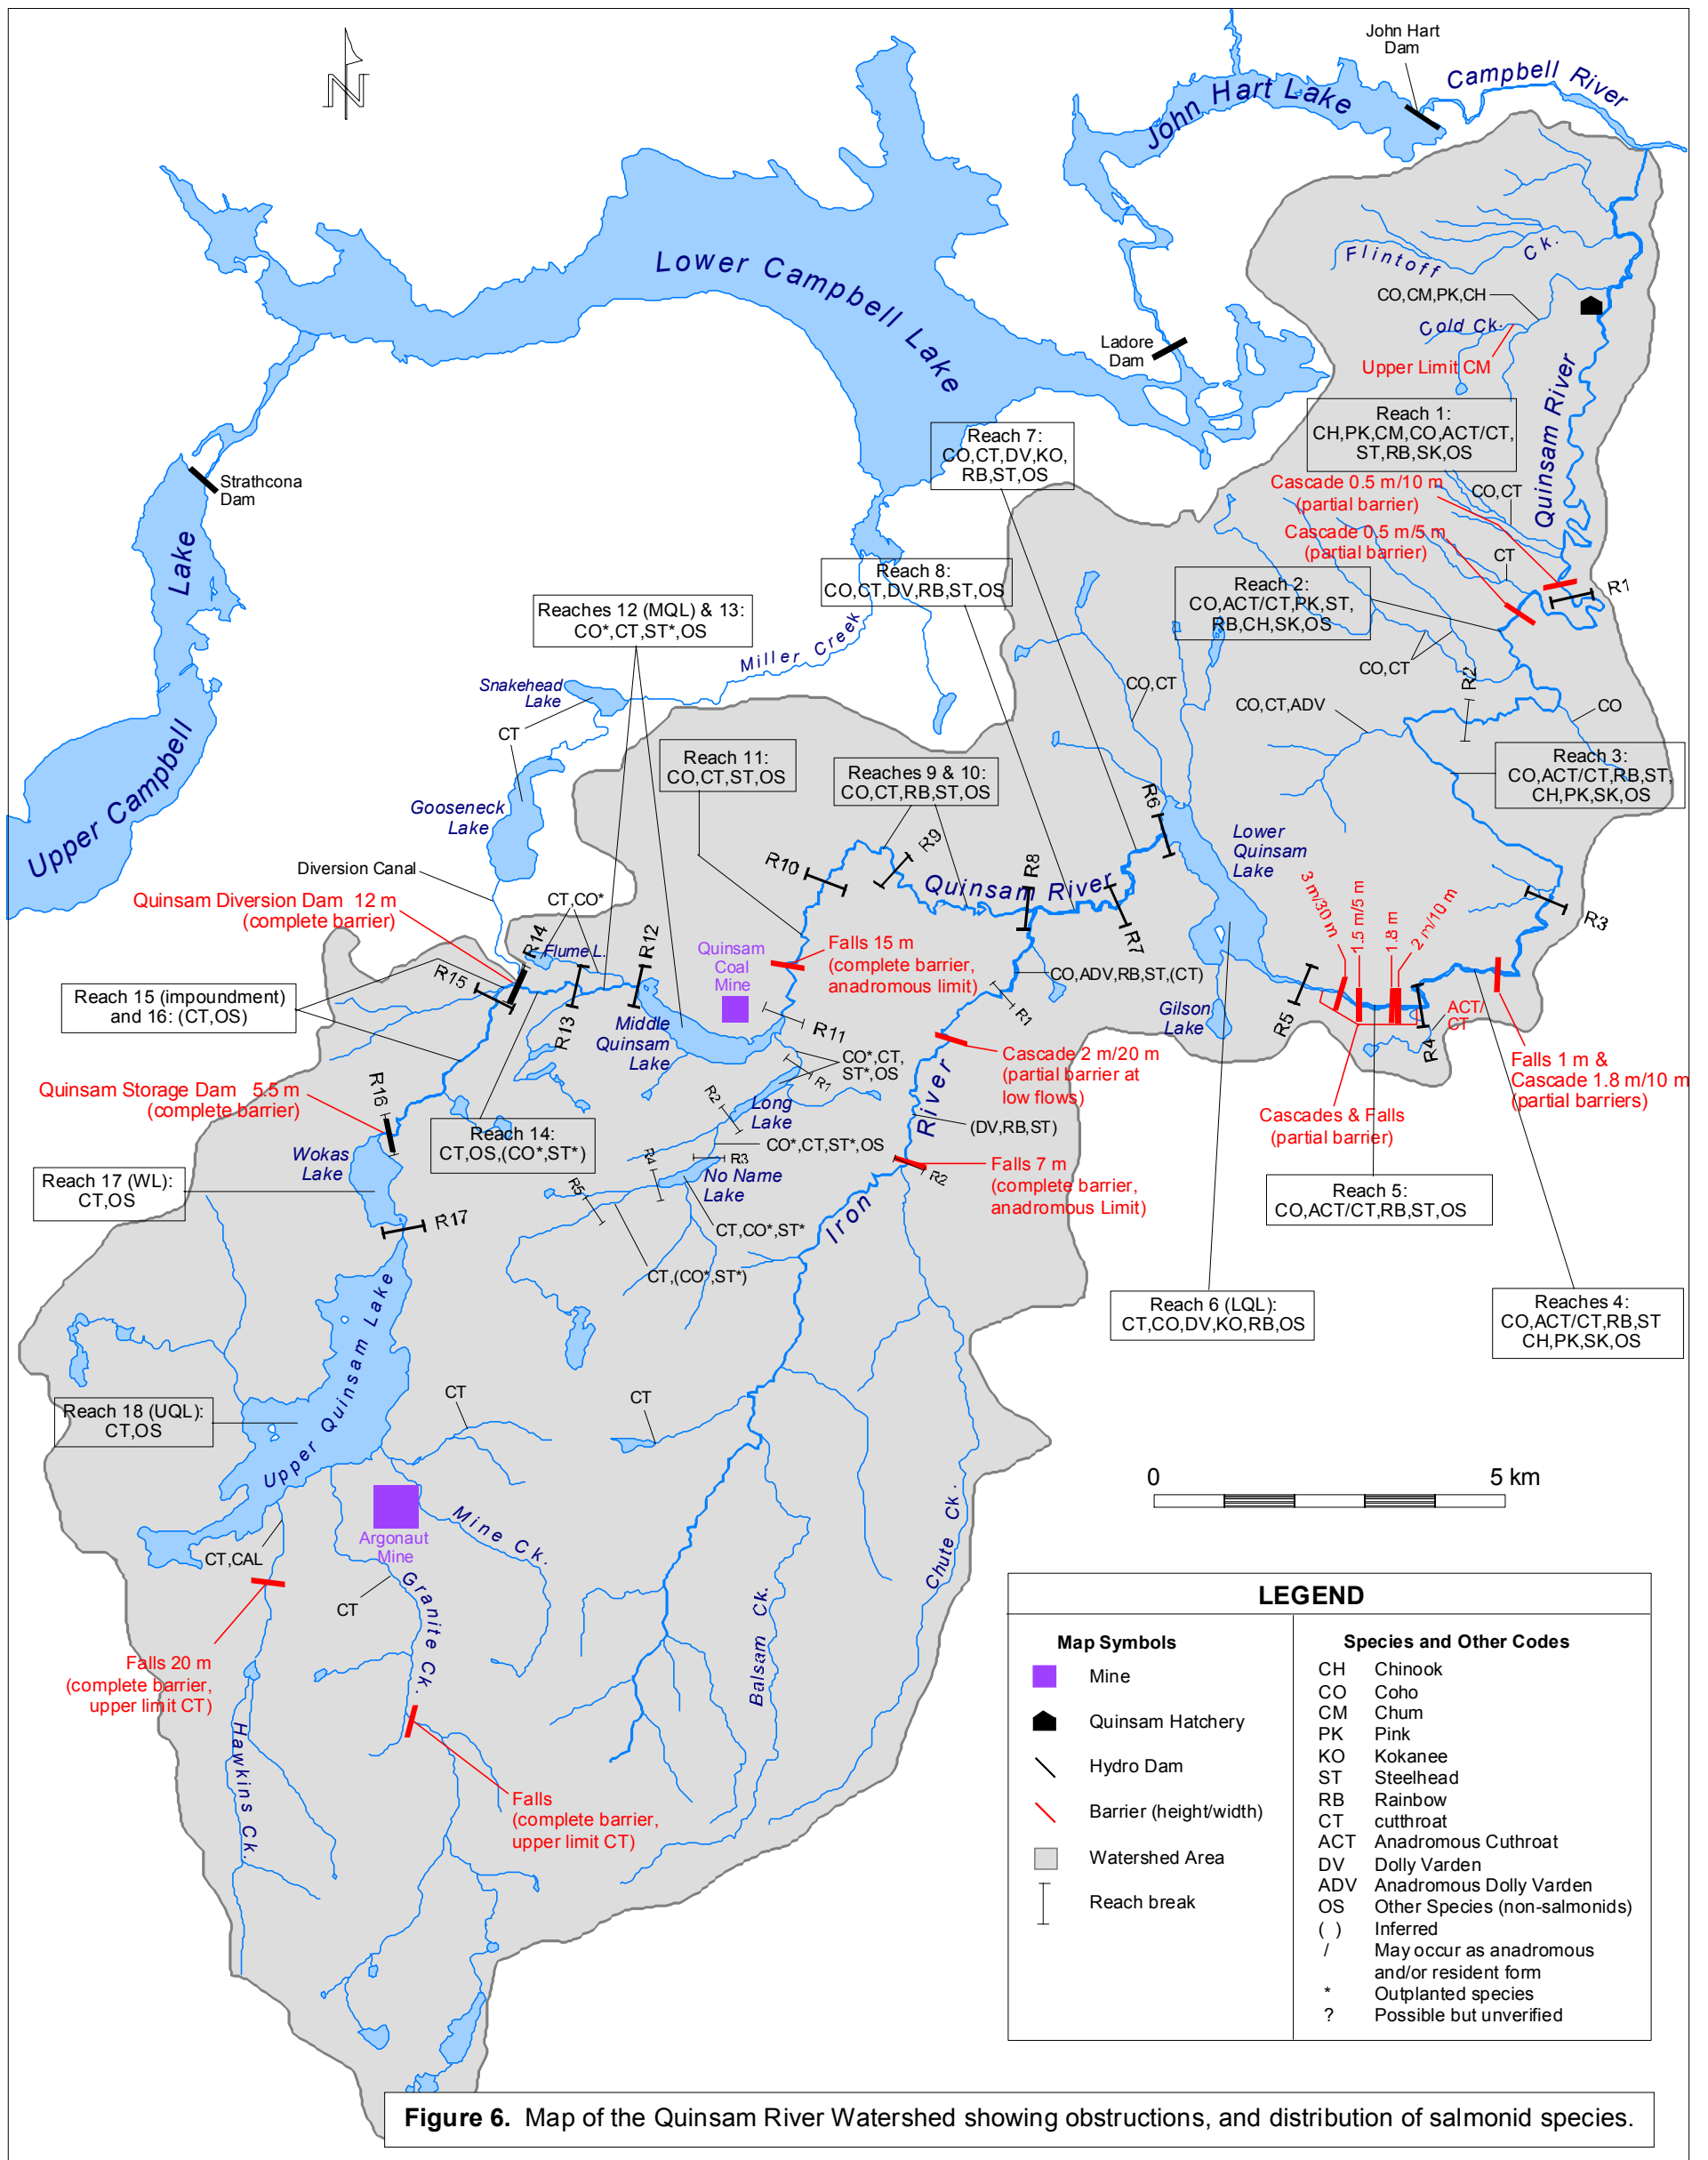 John Hart
Dam
Campbell River
John Hart Lake
N
Lower Campbell Lake
Flintoff Ck.
CO,CM,PK,CH
Cold Ck.
Upper Limit CM
Ladore
Dam
Quinsam River
Reach 1:
CH,PK,CM,CO,ACT/CT,
ST,RB,SK,OS
Reach 7:
CO,CT,DV,KO,
RB,ST,OS
Strathcona
Dam
Cascade 0.5 m/10 m
(partial barrier)
CO,CT
Cascade 0.5 m/5 m
(partial barrier)
CT
Upper Campbell Lake
Reach 8:
CO,CT,DV,RB,ST,OS
Reach 2:
CO,ACT/CT,PK,ST,
RB,CH,SK,OS
R1
Reaches 12 (MQL) & 13:
CO*,CT,ST*,OS
Miller Creek
CO,CT
R2
Snakehead
Lake
CO,CT
CO,CT,ADV
CO
CT
Reach 11:
CO,CT,ST,OS
Reaches 9 & 10:
CO,CT,RB,ST,OS
Reach 3:
CO,ACT/CT,RB,ST,
CH,PK,SK,OS
Gooseneck
Lake
R6
R9
Lower
Quinsam
Lake
Diversion Canal
R10
R8
Quinsam River
Quinsam Diversion Dam 12 m
(complete barrier)
CT,CO*
3 m/30 m
1.5 m/5 m
1.8 m
2 m/10 m
R3
R14
Flume L.
R12
Quinsam
Coal
Mine
Falls 15 m
(complete barrier,
anadromous limit)
R7
R15
CO,ADV,RB,ST,(CT)
Reach 15 (impoundment)
and 16: (CT,OS)
R13
Middle
Quinsam
Lake
R11
R1
Gilson
Lake
R5
R4
ACT/
CT
CO*,CT,
ST*,OS
R1
Cascade 2 m/20 m
(partial barrier at
low flows)
Falls 1 m &
Cascade 1.8 m/10 m
(partial barriers)
Quinsam Storage Dam 5.5 m
(complete barrier)
R16
R2
Long
Lake
Cascades & Falls
(partial barrier)
Reach 14:
CT,OS,(CO*,ST*)
CO*,CT,ST*,OS
(DV,RB,ST)
Wokas
Lake
R4
R3
No Name
Lake
Falls 7 m
(complete barrier,
anadromous Limit)
R2
Reach 17 (WL):
CT,OS
R5
Reach 5:
CO,ACT/CT,RB,ST,OS
R17
CT,CO*,ST*
Iron River
CT,(CO*,ST*)
Reach 6 (LQL):
CT,CO,DV,KO,RB,OS
Reaches 4:
CO,ACT/CT,RB,ST
CH,PK,SK,OS
Upper Quinsam Lake
Reach 18 (UQL):
CT,OS
CT
CT
0 5 km
Mine Ck.
Argonaut
Mine
CT,CAL
Chute Ck.
CT
Granite Ck.
Balsam Ck.
Falls 20 m
(complete barrier,
upper limit CT)
Hawkins Ck.
Falls
(complete barrier,
upper limit CT)
LEGEND
Map Symbols
Mine
Quinsam Hatchery
Hydro Dam
Barrier (height/width)
Watershed Area
Reach break
Species and Other Codes
CH Chinook
CO Coho
CM Chum
PK Pink
KO Kokanee
ST Steelhead
RB Rainbow
CT cutthroat
ACT Anadromous Cuthroat
DV Dolly Varden
ADV Anadromous Dolly Varden
OS Other Species (non-salmonids)
( ) Inferred
/ May occur as anadromous
and/or resident form
* Outplanted species
? Possible but unverified
Figure 6. Map of the Quinsam River Watershed showing obstructions, and distribution of salmonid species.